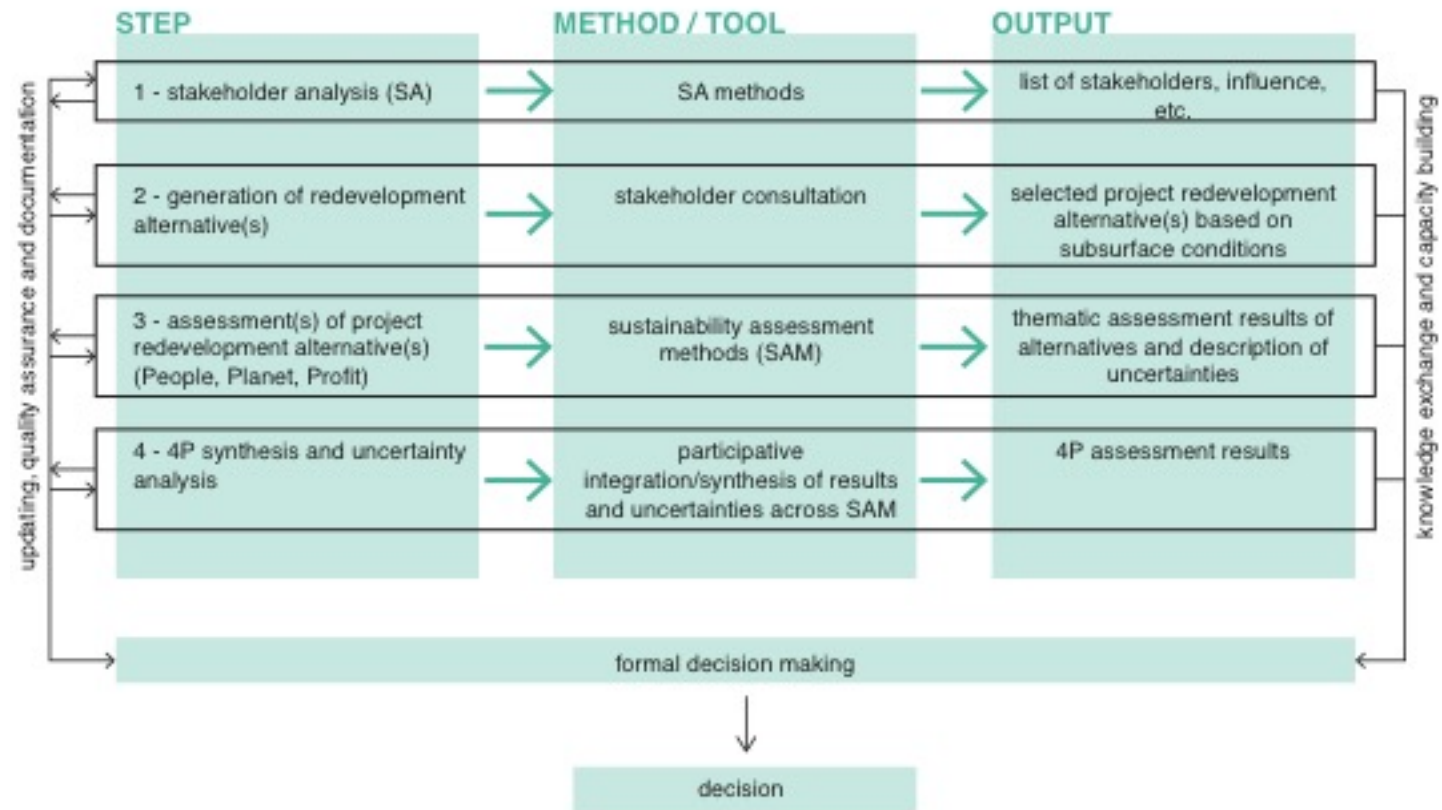 STEP
METHOD / TOOL
OUTPUT
1 - stakeholder analysis (SA)
SA methods
list of stakeholders, influence,
etc.
2 - generation of redevelopment
alternative(s)
stakeholder consultation
selected project redevelopment
alternative(s) based on
subsurface conditions
3 - assessment(s) of project
redevelopment alternative(s)
(People, Planet, Profit)
sustainability assessment
methods (SAM)
thematic assessment results of
alternatives and description of
uncertainties
4 - 4P synthesis and uncertainty
analysis
participative
integration/synthesis of results
and uncertainties across SAM
4P assessment results
updating, quality assurance and documentation
knowledge exchange and capacity building
formal decision making
decision